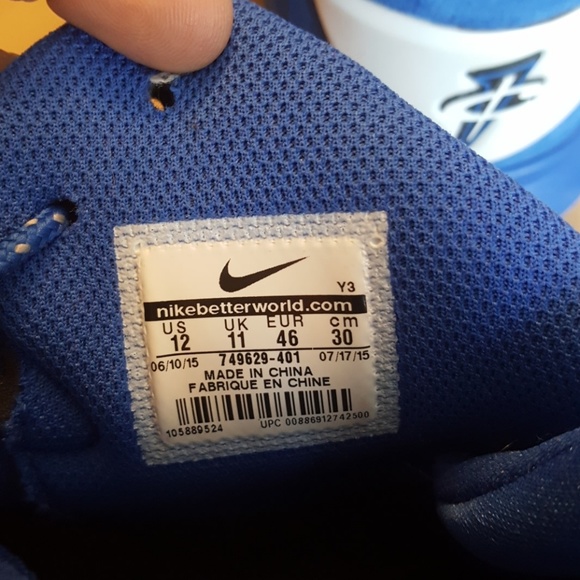 Y3
nikebetterworld.com
US UK EUR cm
12 11 46 30
06/10/15 749629-401 07/17/15
MADE IN CHINA
FABRIQUE EN CHINE
105889524 UPC 00886912742500